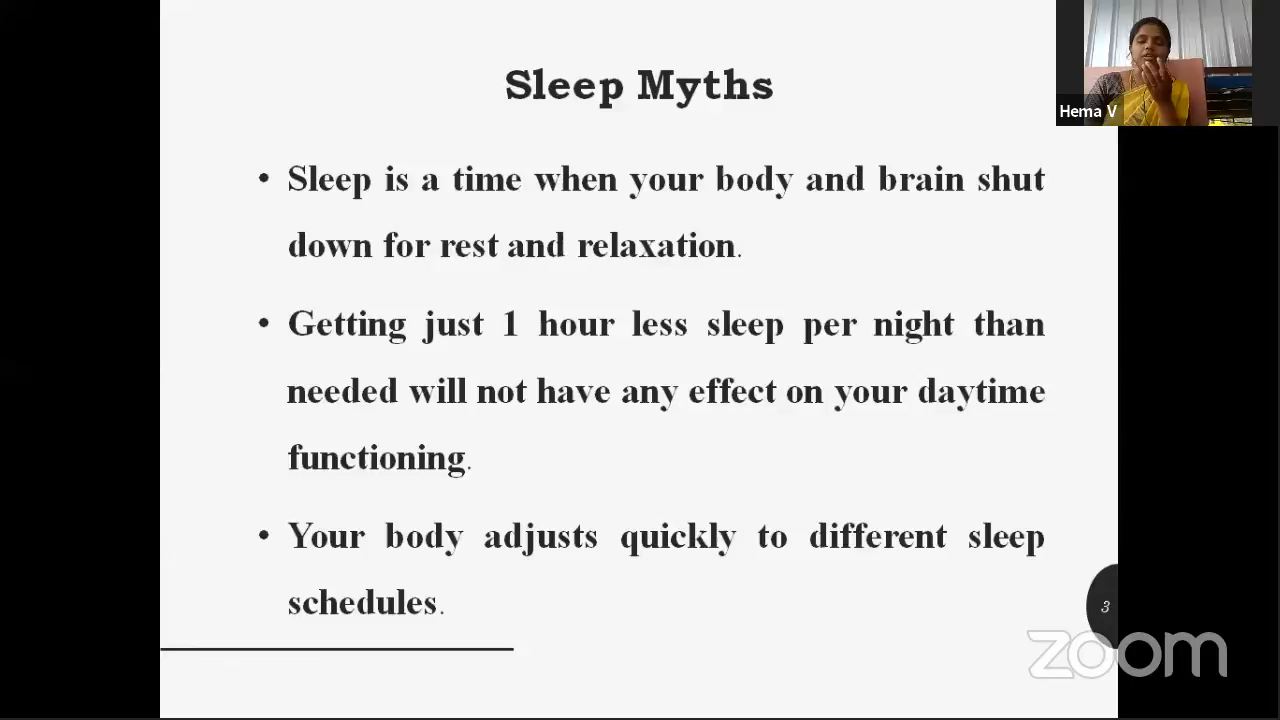 Sleep Myths
Hema V
• Sleep is a time when your body and brain shut
down for rest and relaxation.
• Getting just 1 hour less sleep per night than
needed will not have any effect on your daytime
functioning.
• Your body adjusts quickly to different sleep
schedules.
3
zoom